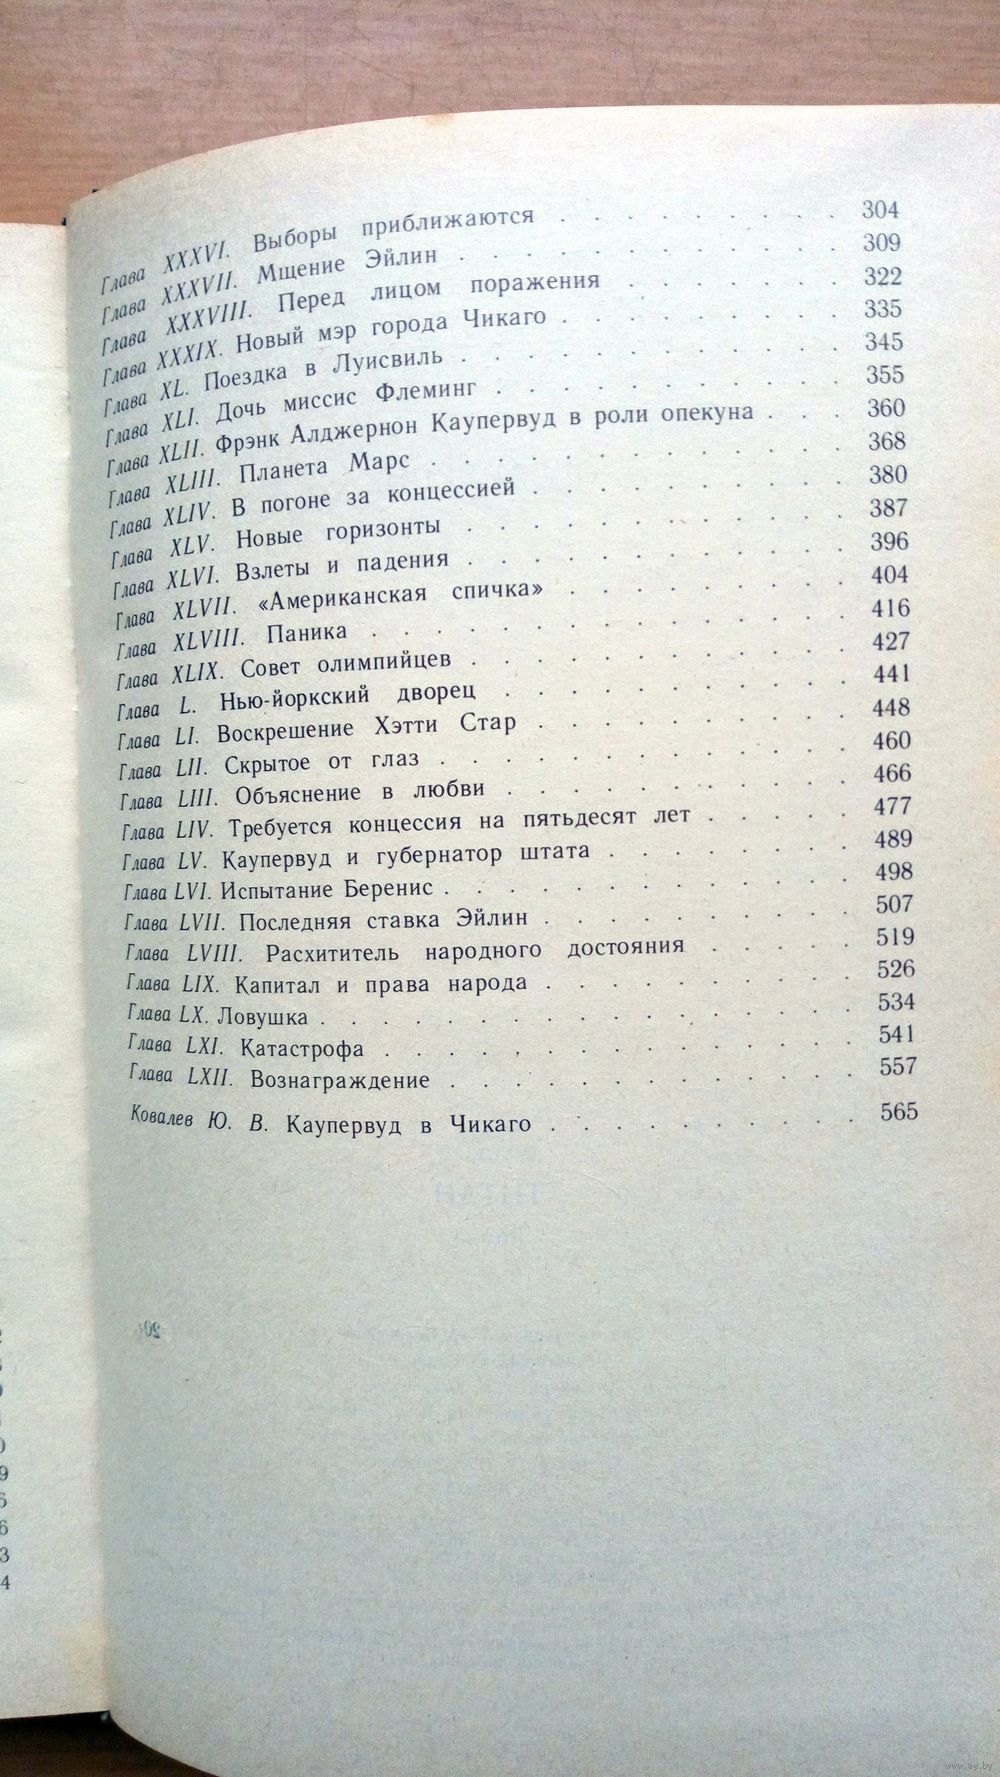 Глава XXXVI. Выборы приближаются . . . . . . . . . 304
Глава XXXVII. Мщение Эйлин . . . . . . . . . . . . 309
Глава XXXVIII. Перед лицом поражения . . . . . . . 322
Глава XXXIX. Новый мэр города Чикаго . . . . . . . . . 335
Глава XL. Поездка в Луисвиль . . . . . . . . . . . . 345
Глава XLI. Дочь миссис Флеминг . . . . . . . . . . . 355
Глава XLII. Фрэнк Алджернон Каупервуд в роли опекуна . . . 360
Глава XLIII. Планета Марс . . . . . . . . . . . . . 368
Глава XLIV. В погоне за концессией . . . . . . . . . . 380
Глава XLV. Новые горизонты . . . . . . . . . . . . 387
Глава XLVI. Взлеты и падения . . . . . . . . . . . . 396
Глава XLVII. «Американская спичка» . . . . . . . . . 404
Глава XLVIII. Паника . . . . . . . . . . . . . . . 416
Глава XLIX. Совет олимпийцев . . . . . . . . . . . . 427
Глава L. Нью-йоркский дворец . . . . . . . . . . . 441
Глава LI. Воскрешение Хэтти Стар . . . . . . . . . . 448
Глава LII. Скрытое от глаз . . . . . . . . . . . . . 460
Глава LIII. Объяснение в любви . . . . . . . . . . . 466
Глава LIV. Требуется концессия на пятьдесят лет . . . . . 477
Глава LV. Каупервуд и губернатор штата . . . . . . . . 489
Глава LVI. Испытание Беренис . . . . . . . . . . . . . 498
Глава LVII. Последняя ставка Эйлин . . . . . . . . . . 507
Глава LVIII. Расхититель народного достояния . . . . . 519
Глава LIX. Капитал и права народа . . . . . . . . . . 526
Глава LX. Ловушка . . . . . . . . . . . . . . . . . 534
Глава LXI. Катастрофа . . . . . . . . . . . . . . . 541
Глава LXII. Вознаграждение . . . . . . . . . . . . . 557
Ковалев Ю. В. Каупервуд в Чикаго . . . . . . . . . . 565
9
6
6
3
4
www.ay.by